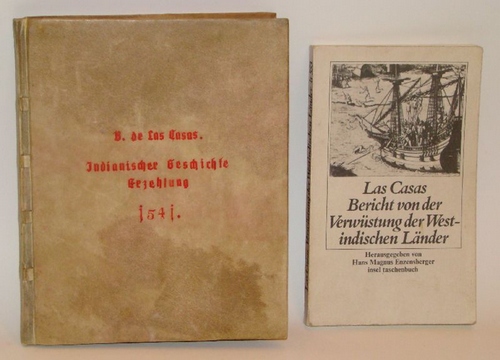 B. de Las Casas.
Indianischer Geschichte
Erzehlung
1541.
Las Casas
Bericht von der
Verwüstung der West-
indischen Länder
Herausgegeben von
Hans Magnus Enzensberger
insel taschenbuch